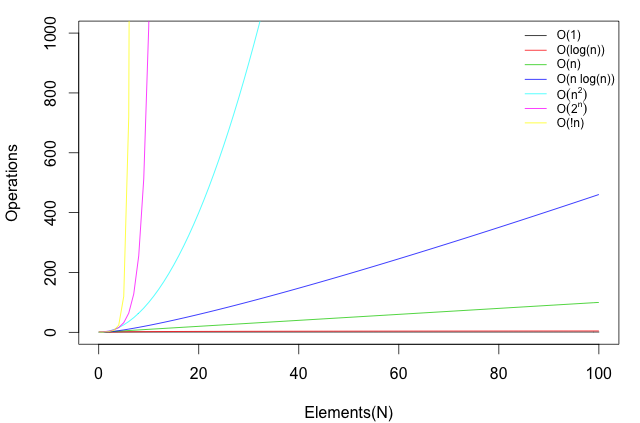 1000
800
600
400
200
0
Operations
O(1)
O(log(n))
O(n)
O(n log(n))
O(n²)
O(2ⁿ)
O(!n)
0 20 40 60 80 100
Elements(N)